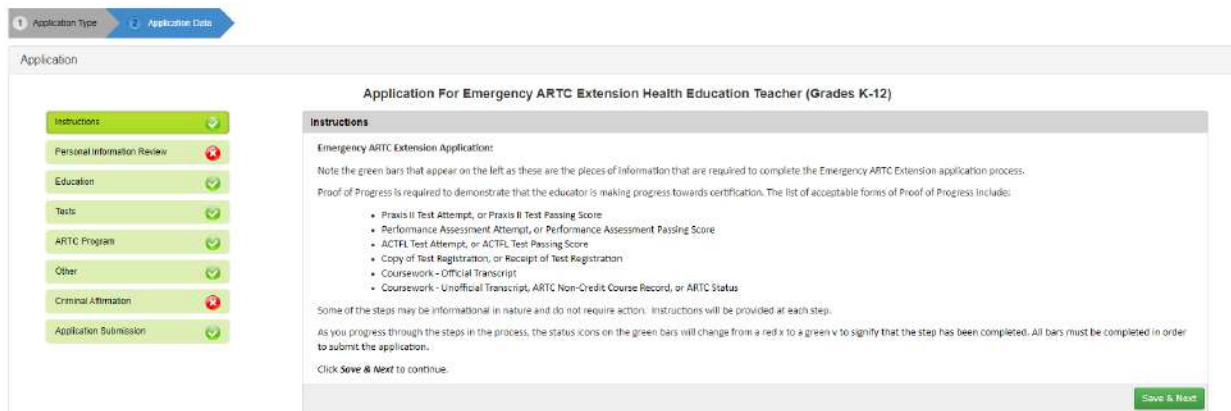 1 Application Type 2 Application Data
Application
Application For Emergency ARTC Extension Health Education Teacher (Grades K-12)
Instructions
Personal Information Review
Education
Tests
ARTC Program
Other
Criminal Affirmation
Application Submission
Instructions
Emergency ARTC Extension Application:
Note the green bars that appear on the left as these are the pieces of information that are required to complete the Emergency ARTC Extension application process.
Proof of Progress is required to demonstrate that the educator is making progress towards certification. The list of acceptable forms of Proof of Progress include:
• Praxis II Test Attempt, or Praxis II Test Passing Score
• Performance Assessment Attempt, or Performance Assessment Passing Score
• ACTFL Test Attempt, or ACTFL Test Passing Score
• Copy of Test Registration, or Receipt of Test Registration
• Coursework - Official Transcript
• Coursework - Unofficial Transcript, ARTC Non-Credit Course Record, or ARTC Status
Some of the steps may be informational in nature and do not require action. Instructions will be provided at each step.
As you progress through the steps in the process, the status icons on the green bars will change from a red x to a green v to signify that the step has been completed. All bars must be completed in order
to submit the application.
Click Save & Next to continue.
Save & Next